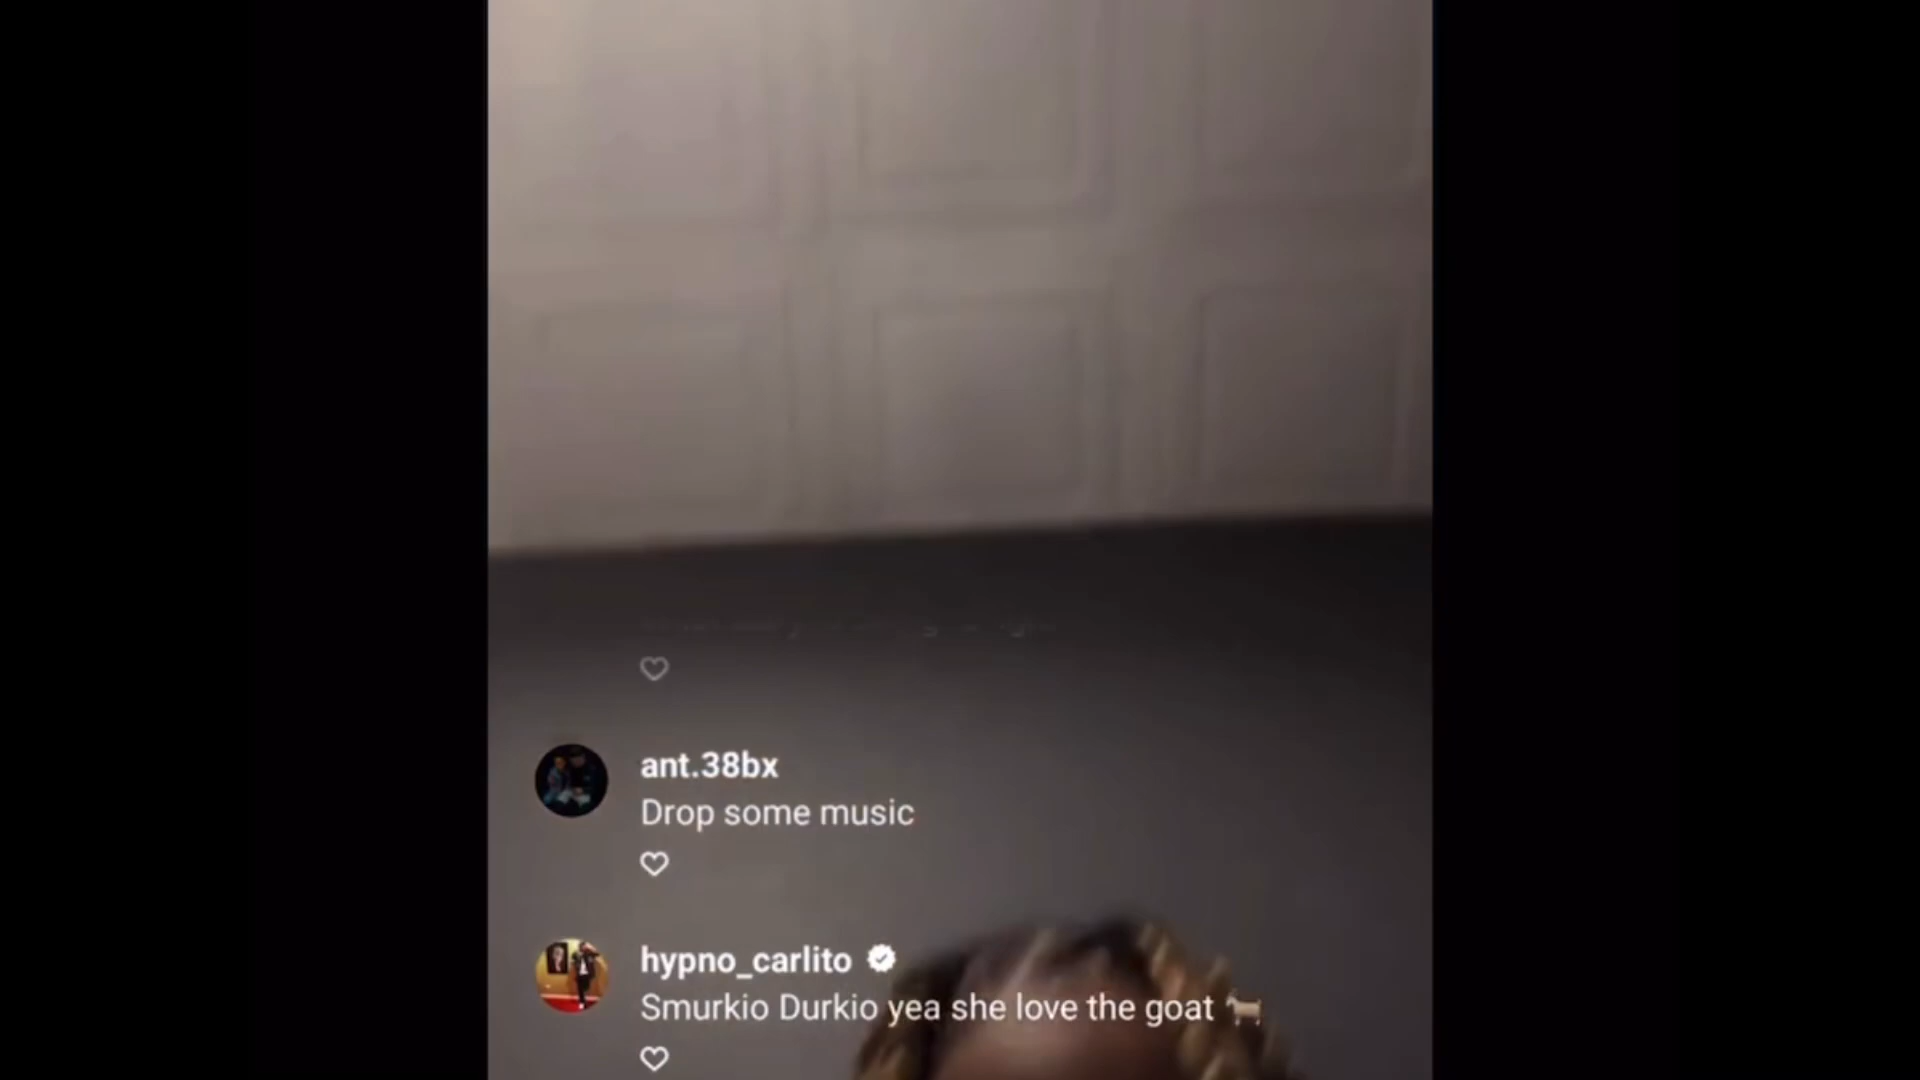 ant.38bx
Drop some music
hypno_carlito
Smurkio Durkio yea she love the goat 🐐